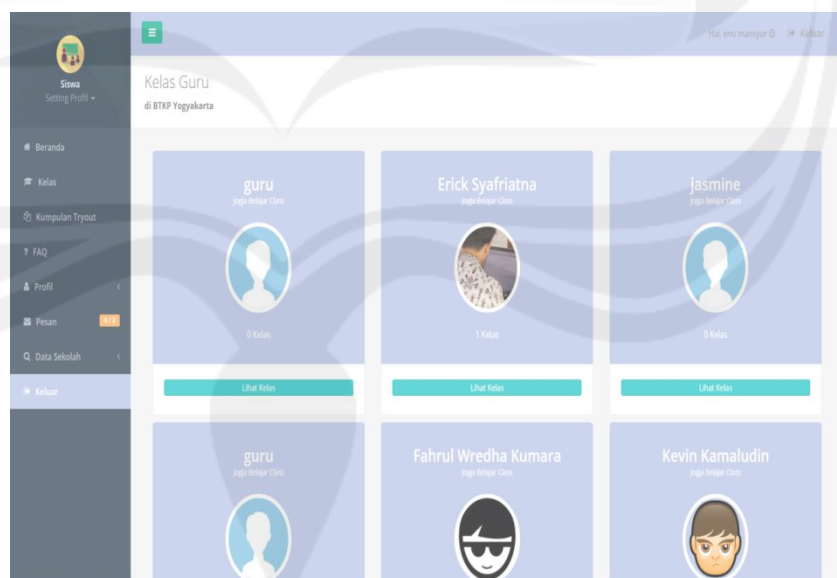 Siswa
Setting Profil
Beranda
Kelas
Kumpulan Tryout
? FAQ
Profil
Pesan
Data Sekolah
Keluar
Hai, eno mansyur
Keluar
Kelas Guru
di BTKP Yogyakarta
guru
Jogja Belajar Class
0 Kelas
Lihat Kelas
Erick Syafriatna
Jogja Belajar Class
1 Kelas
Lihat Kelas
jasmine
Jogja Belajar Class
0 Kelas
Lihat Kelas
guru
Jogja Belajar Class
Fahrul Wredha Kumara
Jogja Belajar Class
Kevin Kamaludin
Jogja Belajar Class